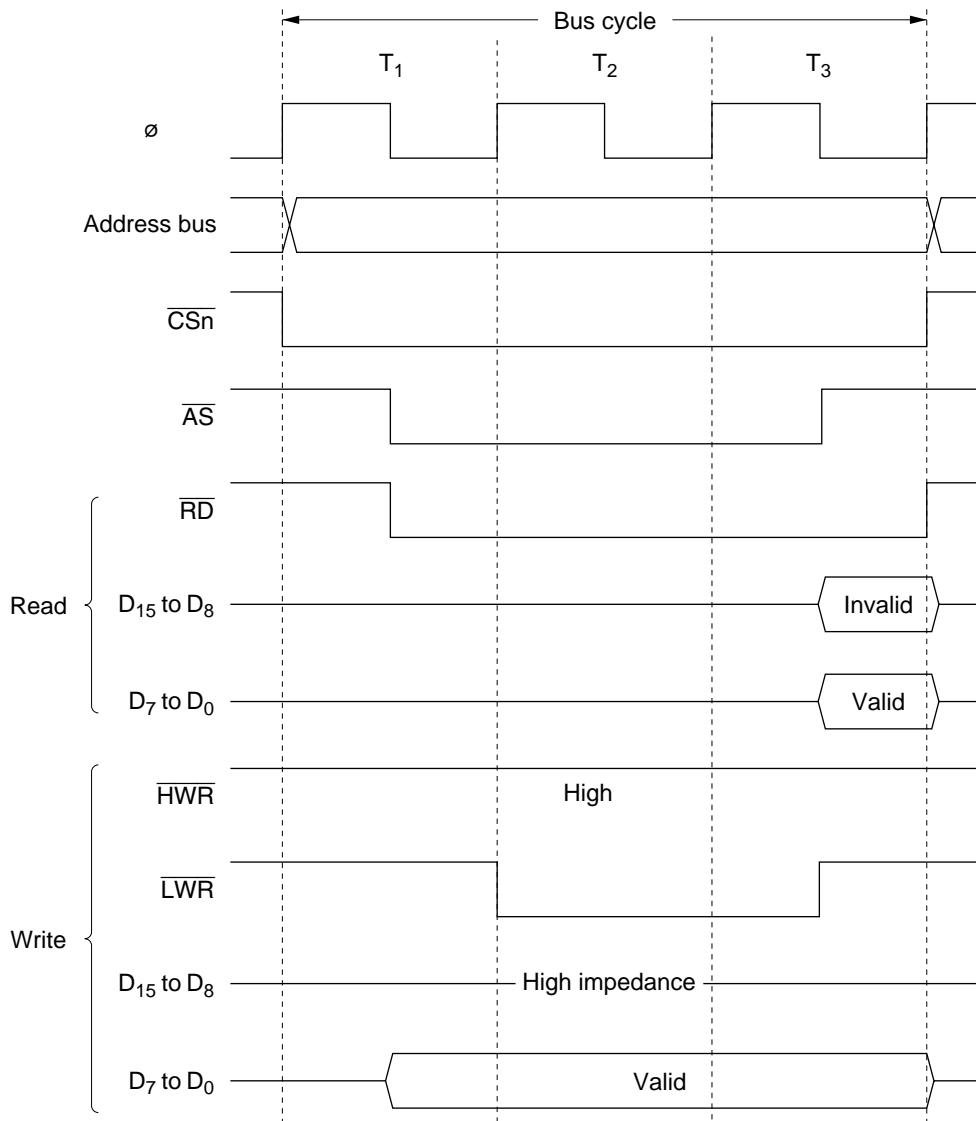 Bus cycle
T1 T2 T3
ø
Address bus
CSn
AS
RD
Read
D15 to D8
Invalid
D7 to D0
Valid
HWR
High
LWR
Write
D15 to D8
High impedance
D7 to D0
Valid